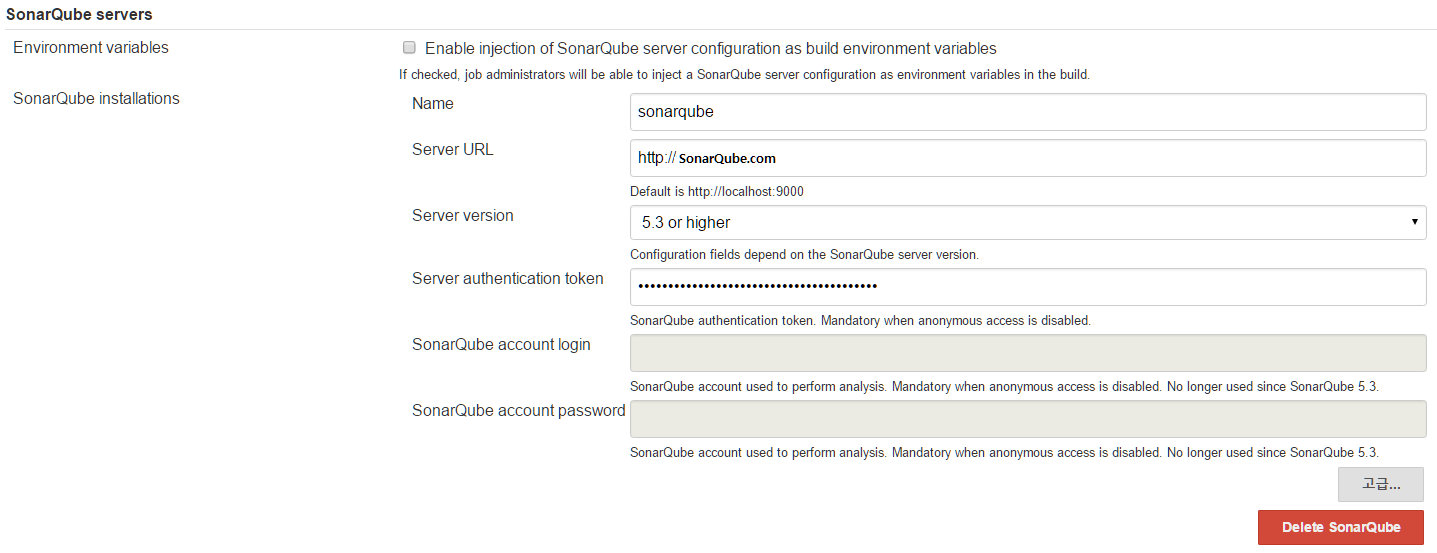 SonarQube servers
Environment variables
Enable injection of SonarQube server configuration as build environment variables
If checked, job administrators will be able to inject a SonarQube server configuration as environment variables in the build.
SonarQube installations
Name
sonarqube
Server URL
http:// SonarQube.com
Default is http://localhost:9000
Server version
5.3 or higher
Configuration fields depend on the SonarQube server version.
Server authentication token
••••••••••••••••••••••••••••••••••••••••
SonarQube authentication token. Mandatory when anonymous access is disabled.
SonarQube account login
SonarQube account used to perform analysis. Mandatory when anonymous access is disabled. No longer used since SonarQube 5.3.
SonarQube account password
SonarQube account used to perform analysis. Mandatory when anonymous access is disabled. No longer used since SonarQube 5.3.
고급...
Delete SonarQube